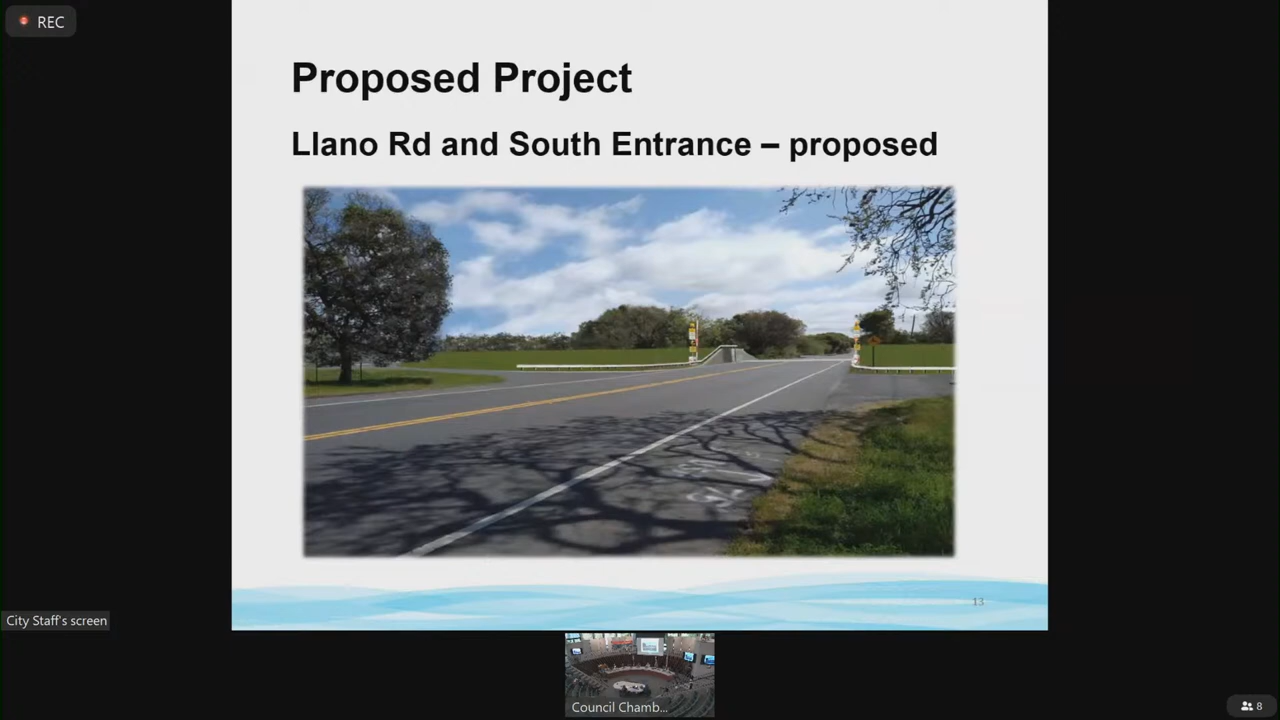 REC
Proposed Project
Llano Rd and South Entrance – proposed
13
City Staff's screen
Council Chamb...
8